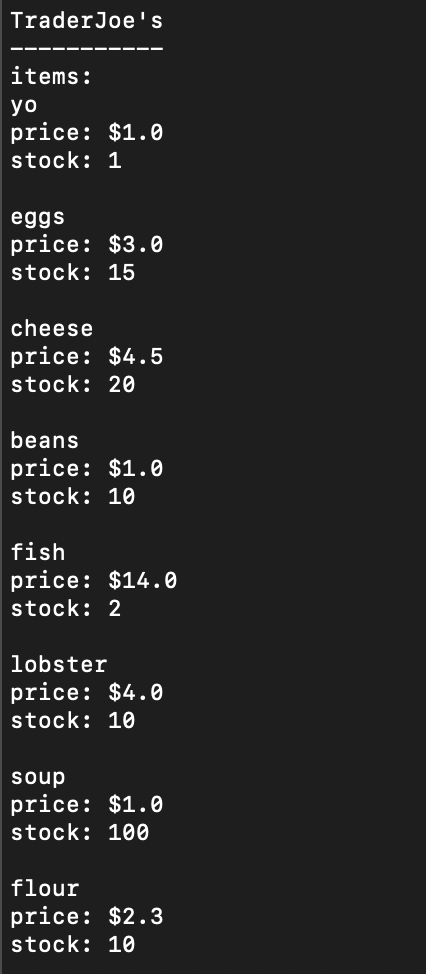 TraderJoe's
-----------
items:
yo
price: $1.0
stock: 1

eggs
price: $3.0
stock: 15

cheese
price: $4.5
stock: 20

beans
price: $1.0
stock: 10

fish
price: $14.0
stock: 2

lobster
price: $4.0
stock: 10

soup
price: $1.0
stock: 100

flour
price: $2.3
stock: 10